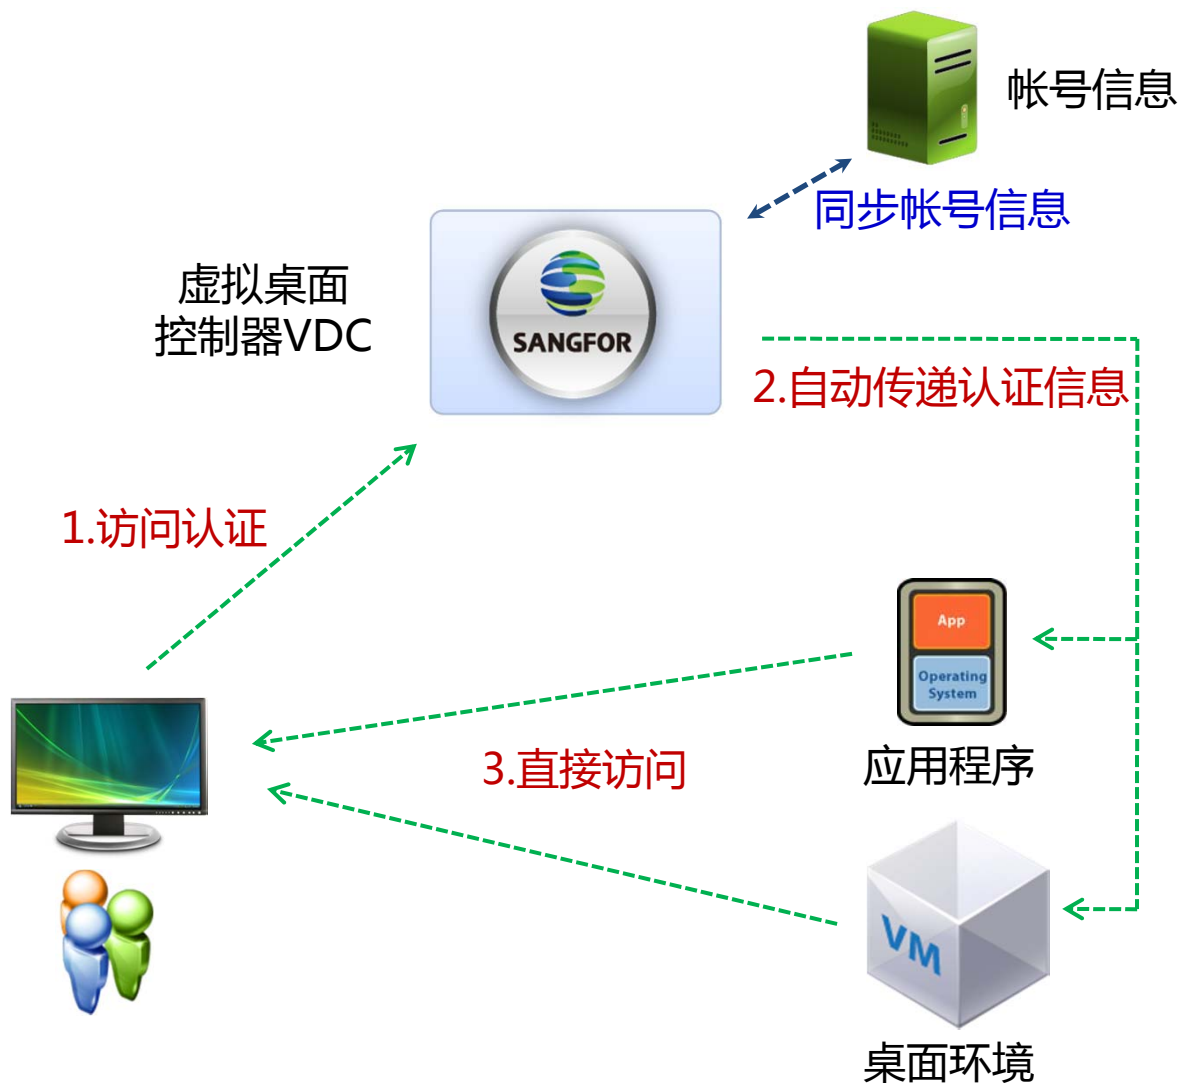 帐号信息
同步帐号信息
虚拟桌面
控制器VDC
SANGFOR
2.自动传递认证信息
1.访问认证
App
Operating
System
3.直接访问
应用程序
VM
桌面环境